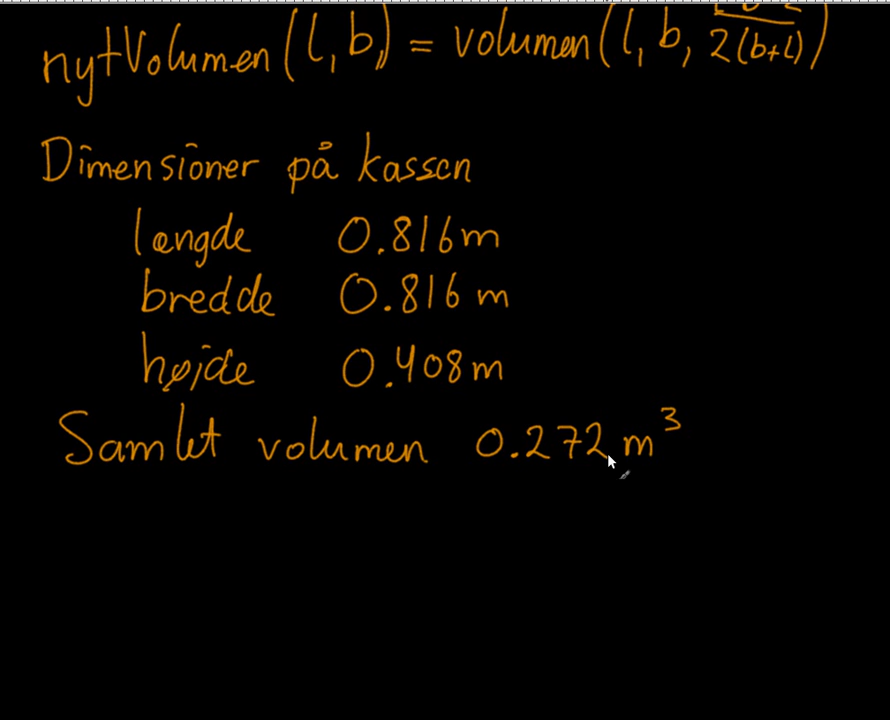 nytVolumen(l, b) = volumen(l, b, 2(b+l))
Dimensioner på kassen
længde 0.816m
bredde 0.816 m
højde 0.408m
Samlet volumen 0.272 m³